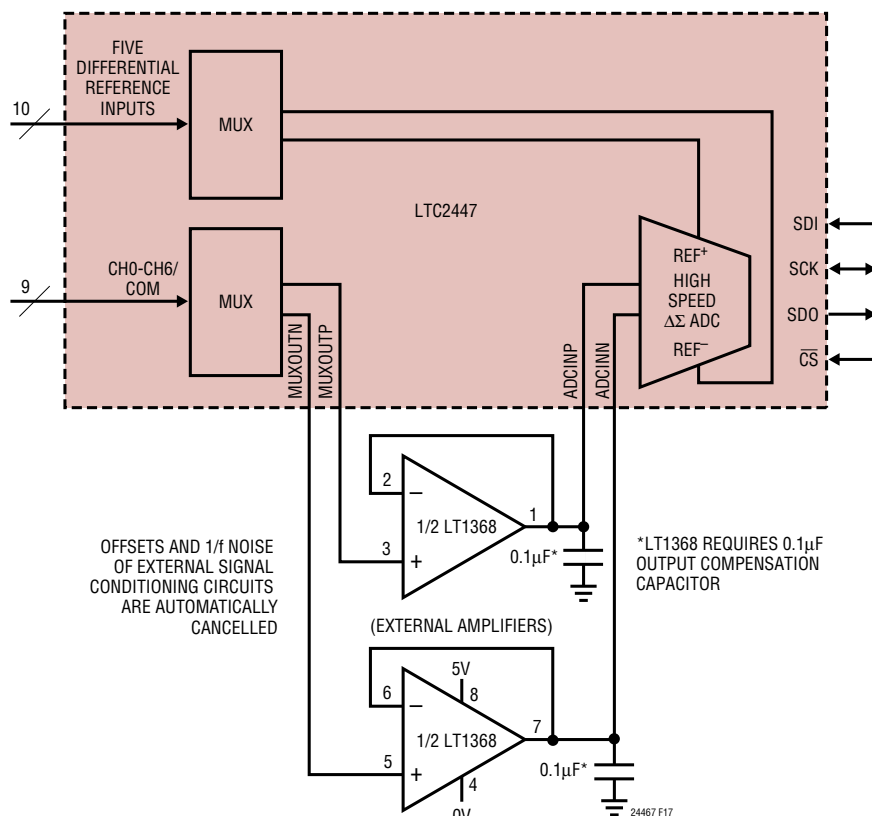 FIVE
DIFFERENTIAL
REFERENCE
INPUTS
10
MUX
LTC2447
SDI
SCK
SDO
CS
REF+
HIGH
SPEED
ΔΣ ADC
REF−
CH0-CH6/
COM
9
MUX
MUXOUTN
MUXOUTP
ADCINP
ADCINN
2
−
1/2 LT1368
1
3
+
0.1µF*
*LT1368 REQUIRES 0.1µF
OUTPUT COMPENSATION
CAPACITOR
OFFSETS AND 1/f NOISE
OF EXTERNAL SIGNAL
CONDITIONING CIRCUITS
ARE AUTOMATICALLY
CANCELLED
(EXTERNAL AMPLIFIERS)
5V
6
−
8
1/2 LT1368
7
5
+
4
0.1µF*
0V
24467 F17